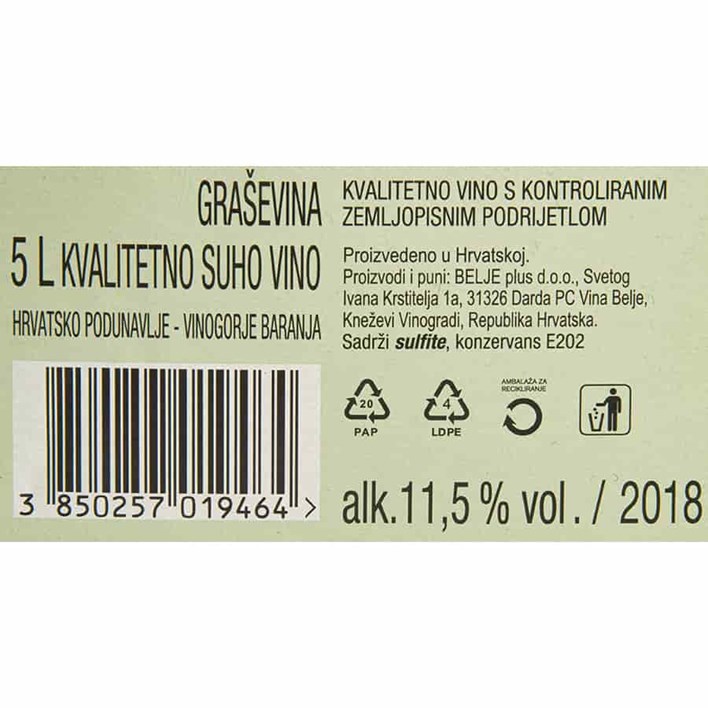 GRAŠEVINA
5 L KVALITETNO SUHO VINO
HRVATSKO PODUNAVLJE - VINOGORJE BARANJA
3 850257 019464 >
KVALITETNO VINO S KONTROLIRANIM
ZEMLJOPISNIM PODRIJETLOM
Proizvedeno u Hrvatskoj.
Proizvodi i puni: BELJE plus d.o.o., Svetog
Ivana Krstitelja 1a, 31326 Darda PC Vina Belje,
Kneževi Vinogradi, Republika Hrvatska.
Sadrži sulfite, konzervans E202
20
PAP
4
LDPE
AMBALAŽA ZA
RECIKLIRANJE
alk.11,5 % vol. / 2018